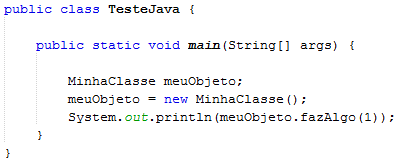 public class TesteJava {
public static void main(String[] args) {
MinhaClasse meuObjeto;
meuObjeto = new MinhaClasse();
System.out.println(meuObjeto.fazAlgo(1));
}
}